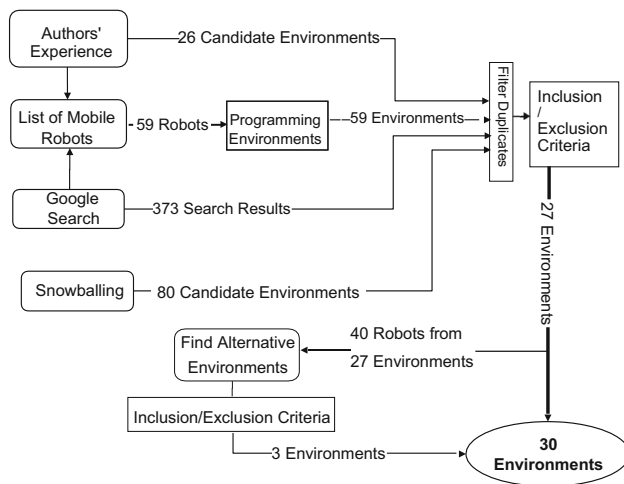 Authors'
Experience
26 Candidate Environments
List of Mobile
Robots
59 Robots
Programming
Environments
59 Environments
Filter Duplicates
Inclusion
/
Exclusion
Criteria
Google
Search
373 Search Results
27 Environments
Snowballing
80 Candidate Environments
Find Alternative
Environments
40 Robots from
27 Environments
Inclusion/Exclusion Criteria
3 Environments
30
Environments